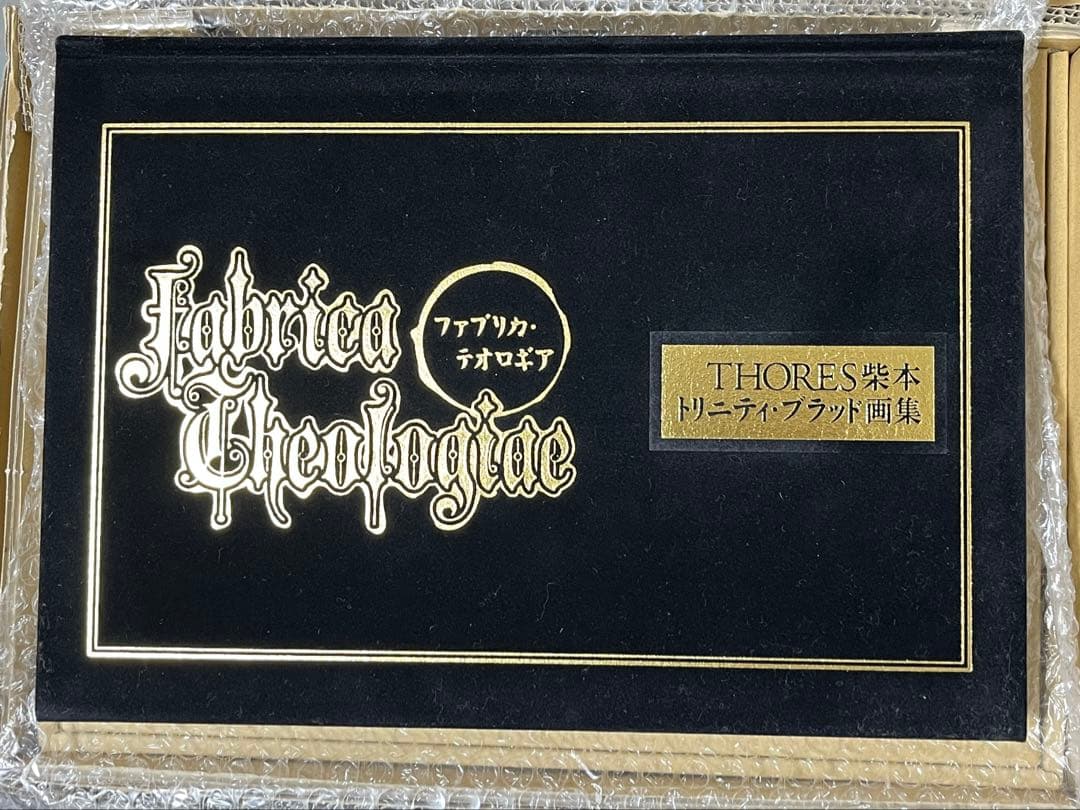 Fabrica
Theologiae
ファブリカ・
テオロギア
THORES柴本
トリニティ・ブラッド画集